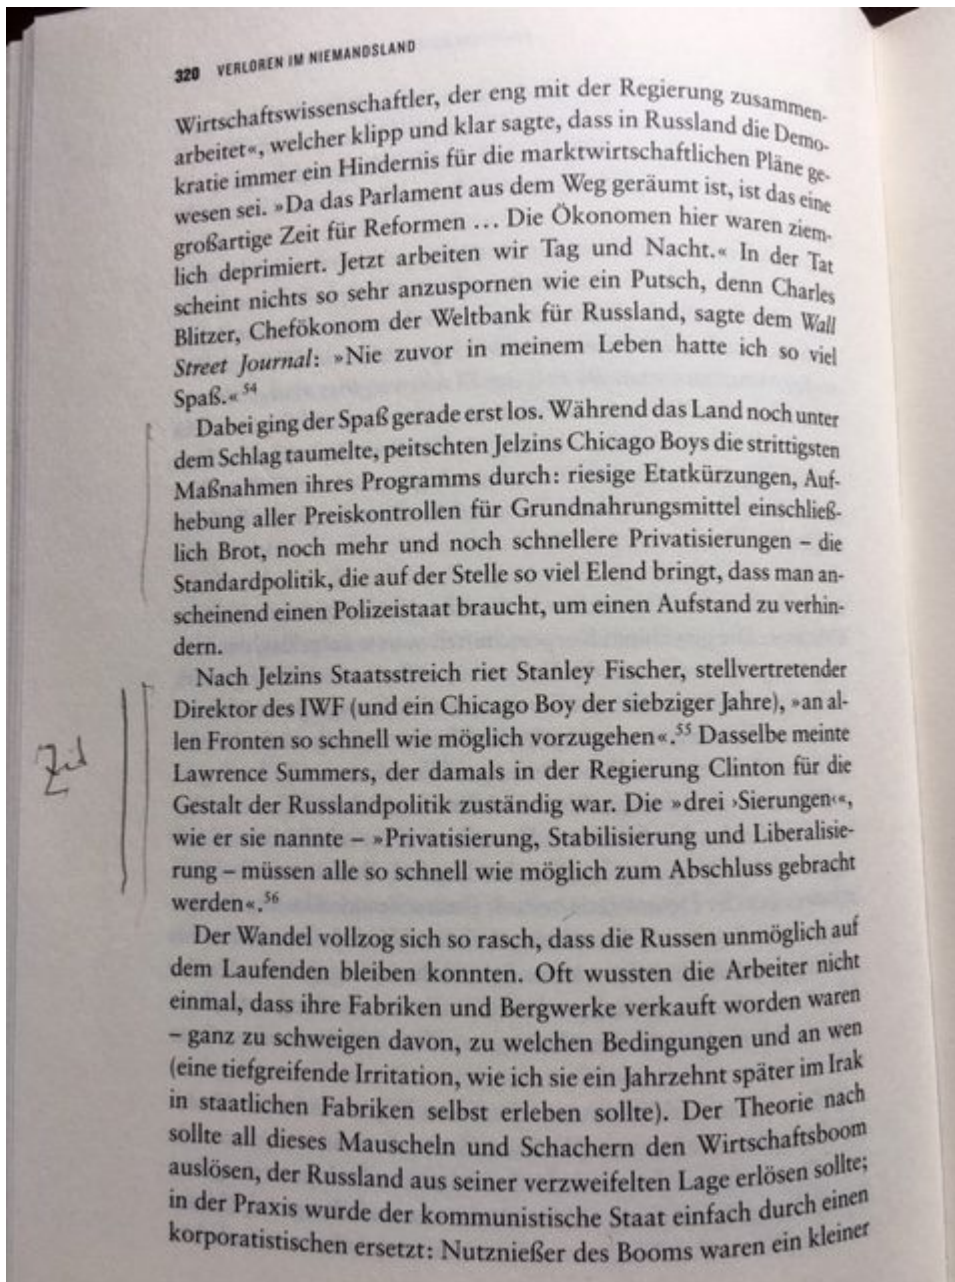 320 VERLOREN IM NIEMANDSLAND
Wirtschaftswissenschaftler, der eng mit der Regierung zusammen-
arbeitet«, welcher klipp und klar sagte, dass in Russland die Demo-
kratie immer ein Hindernis für die marktwirtschaftlichen Pläne ge-
wesen sei. »Da das Parlament aus dem Weg geräumt ist, ist das eine
großartige Zeit für Reformen … Die Ökonomen hier waren ziem-
lich deprimiert. Jetzt arbeiten wir Tag und Nacht.« In der Tat
scheint nichts so sehr anzuspornen wie ein Putsch, denn Charles
Blitzer, Chefökonom der Weltbank für Russland, sagte dem Wall
Street Journal: »Nie zuvor in meinem Leben hatte ich so viel
Spaß.«54
Dabei ging der Spaß gerade erst los. Während das Land noch unter
dem Schlag taumelte, peitschten Jelzins Chicago Boys die strittigsten
Maßnahmen ihres Programms durch: riesige Etatkürzungen, Auf-
hebung aller Preiskontrollen für Grundnahrungsmittel einschließ-
lich Brot, noch mehr und noch schnellere Privatisierungen – die
Standardpolitik, die auf der Stelle so viel Elend bringt, dass man an-
scheinend einen Polizeistaat braucht, um einen Aufstand zu verhin-
dern.
Nach Jelzins Staatsstreich riet Stanley Fischer, stellvertretender
Direktor des IWF (und ein Chicago Boy der siebziger Jahre), »an al-
len Fronten so schnell wie möglich vorzugehen«.55 Dasselbe meinte
Lawrence Summers, der damals in der Regierung Clinton für die
Gestalt der Russlandpolitik zuständig war. Die »drei ›Sierungen‹«,
wie er sie nannte – »Privatisierung, Stabilisierung und Liberalisie-
rung – müssen alle so schnell wie möglich zum Abschluss gebracht
werden«.56
Der Wandel vollzog sich so rasch, dass die Russen unmöglich auf
dem Laufenden bleiben konnten. Oft wussten die Arbeiter nicht
einmal, dass ihre Fabriken und Bergwerke verkauft worden waren
– ganz zu schweigen davon, zu welchen Bedingungen und an wen
(eine tiefgreifende Irritation, wie ich sie ein Jahrzehnt später im Irak
in staatlichen Fabriken selbst erleben sollte). Der Theorie nach
sollte all dieses Mauscheln und Schachern den Wirtschaftsboom
auslösen, der Russland aus seiner verzweifelten Lage erlösen sollte;
in der Praxis wurde der kommunistische Staat einfach durch einen
korporatistischen ersetzt: Nutznießer des Booms waren ein kleiner